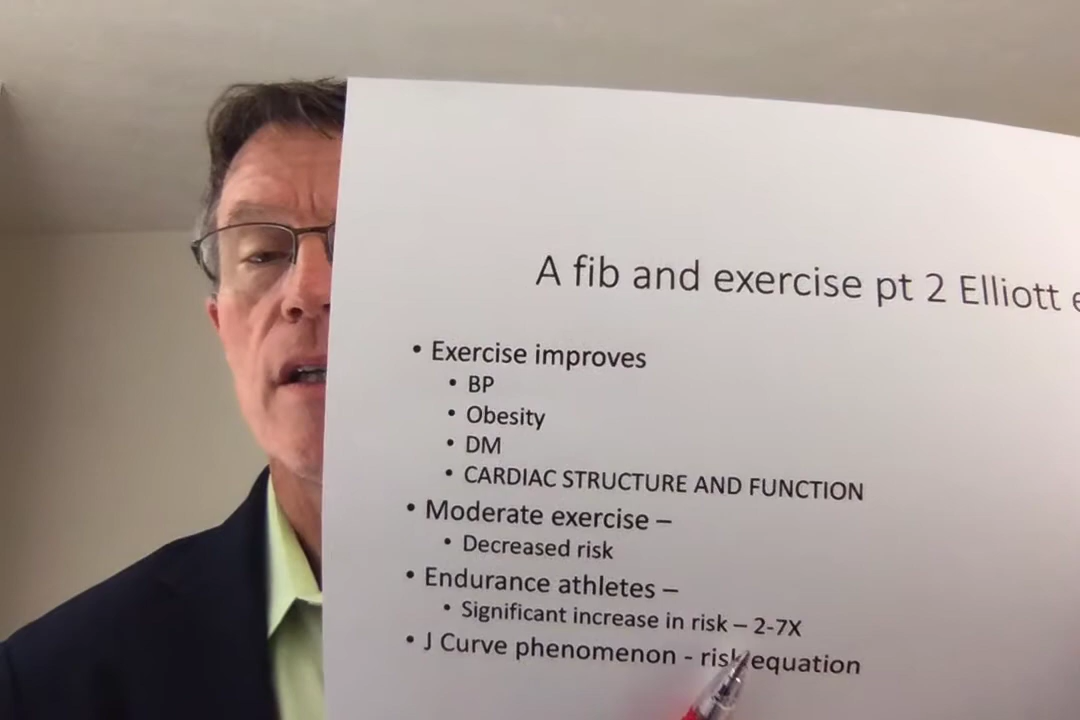 A fib and exercise pt 2 Elliott
• Exercise improves
• BP
• Obesity
• DM
• CARDIAC STRUCTURE AND FUNCTION
• Moderate exercise –
• Decreased risk
• Endurance athletes –
• Significant increase in risk – 2-7X
• J Curve phenomenon - risk equation